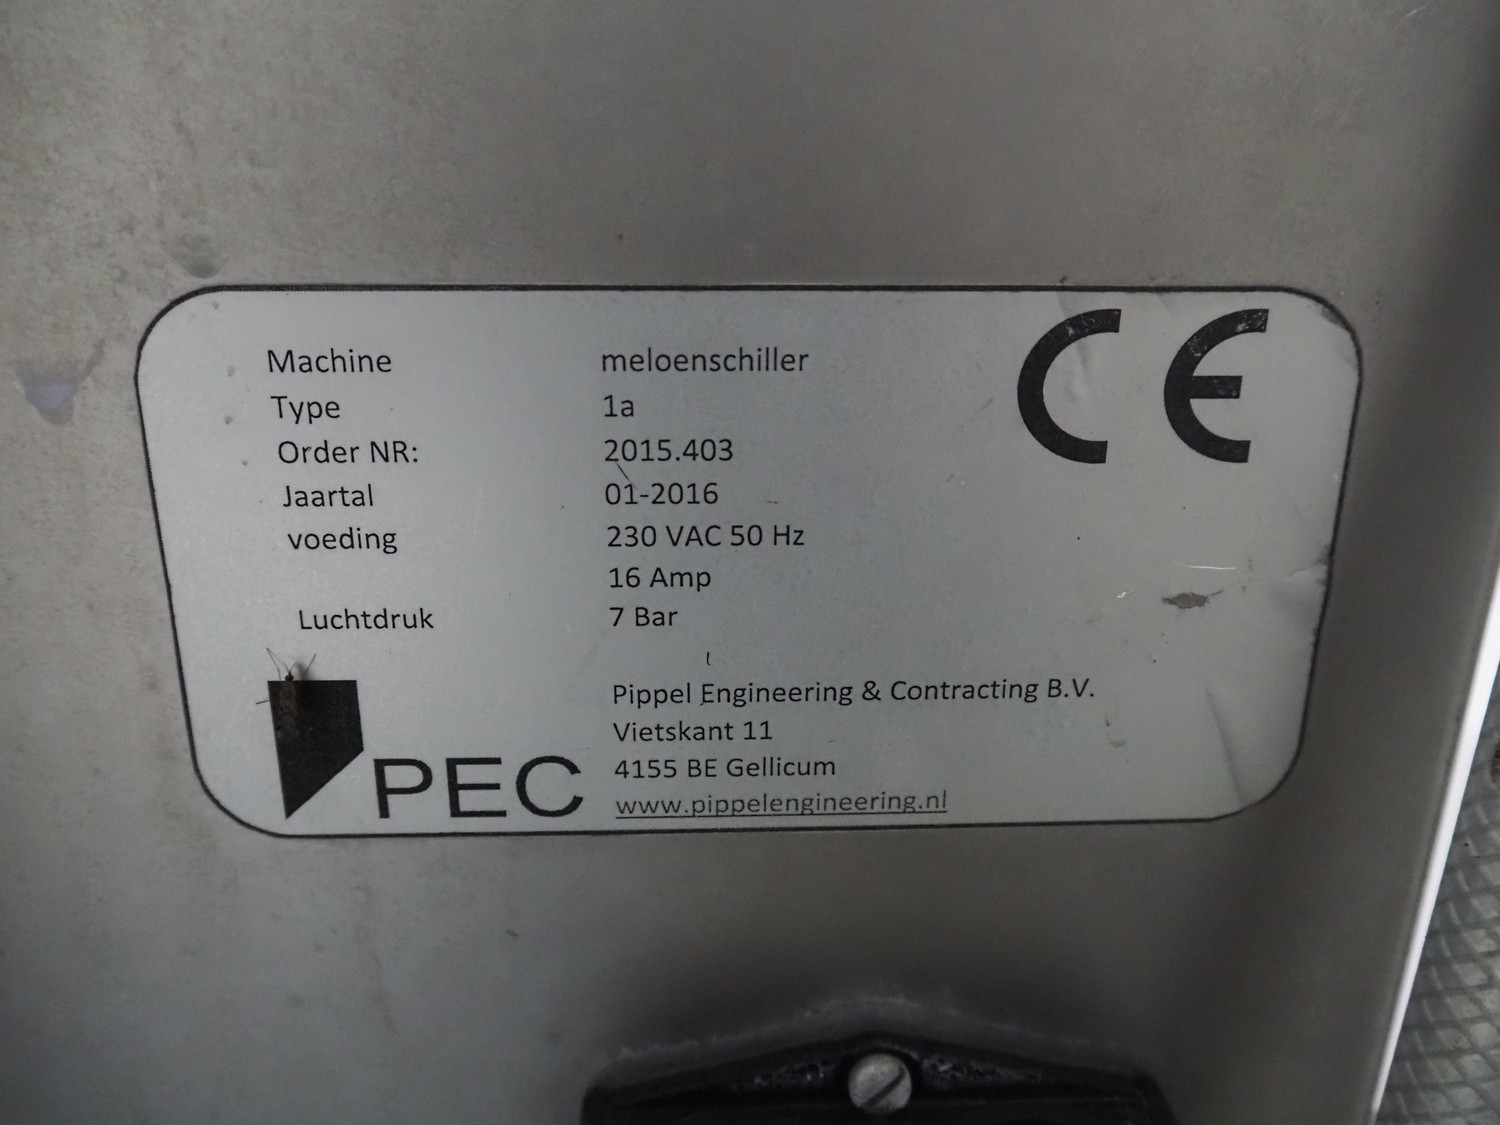 CE
Machine meloenschiller
Type 1a
Order NR: 2015.403
Jaartal 01-2016
voeding 230 VAC 50 Hz
16 Amp
Luchtdruk 7 Bar
PEC
Pippel Engineering & Contracting B.V.
Vietskant 11
4155 BE Gellicum
www.pippelengineering.nl